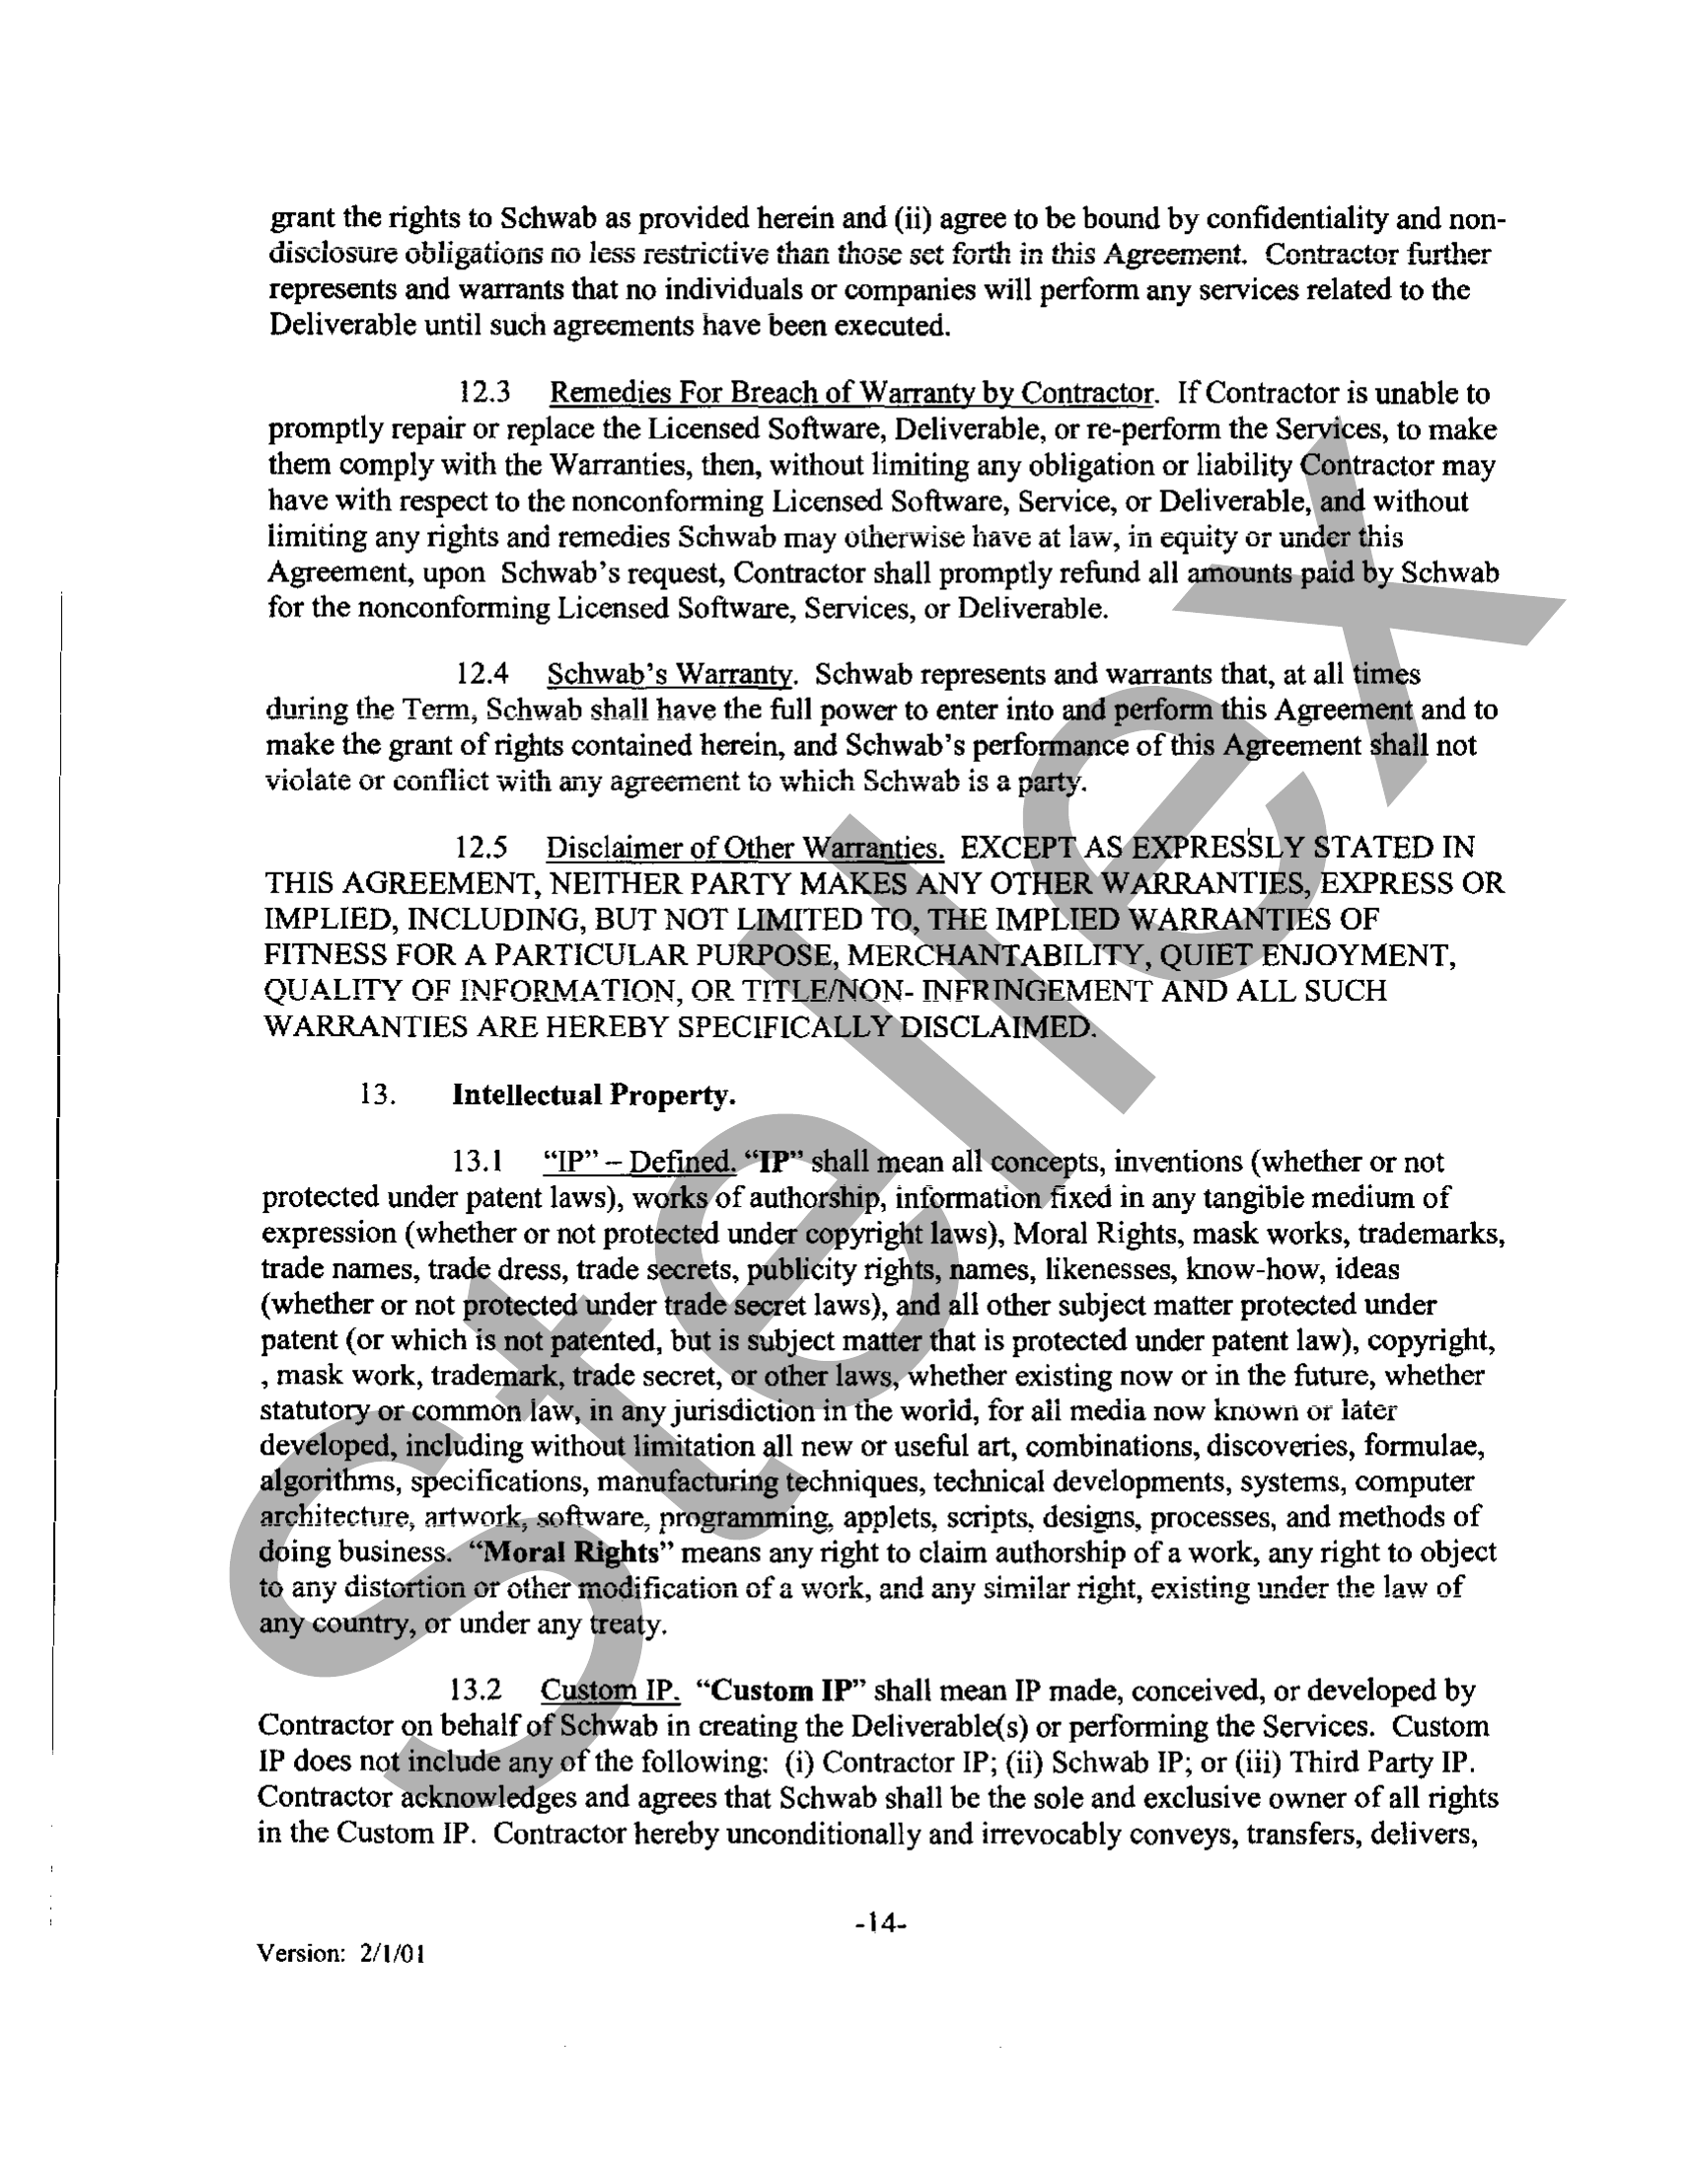 grant the rights to Schwab as provided herein and (ii) agree to be bound by confidentiality and non-
disclosure obligations no less restrictive than those set forth in this Agreement. Contractor further
represents and warrants that no individuals or companies will perform any services related to the
Deliverable until such agreements have been executed.
12.3 Remedies For Breach of Warranty by Contractor. If Contractor is unable to
promptly repair or replace the Licensed Software, Deliverable, or re-perform the Services, to make
them comply with the Warranties, then, without limiting any obligation or liability Contractor may
have with respect to the nonconforming Licensed Software, Service, or Deliverable, and without
limiting any rights and remedies Schwab may otherwise have at law, in equity or under this
Agreement, upon Schwab's request, Contractor shall promptly refund all amounts paid by Schwab
for the nonconforming Licensed Software, Services, or Deliverable.
12.4 Schwab's Warranty. Schwab represents and warrants that, at all times
during the Term, Schwab shall have the full power to enter into and perform this Agreement and to
make the grant of rights contained herein, and Schwab's performance of this Agreement shall not
violate or conflict with any agreement to which Schwab is a party.
12.5 Disclaimer of Other Warranties. EXCEPT AS EXPRESSLY STATED IN
THIS AGREEMENT, NEITHER PARTY MAKES ANY OTHER WARRANTIES, EXPRESS OR
IMPLIED, INCLUDING, BUT NOT LIMITED TO, THE IMPLIED WARRANTIES OF
FITNESS FOR A PARTICULAR PURPOSE, MERCHANTABILITY, QUIET ENJOYMENT,
QUALITY OF INFORMATION, OR TITLE/NON- INFRINGEMENT AND ALL SUCH
WARRANTIES ARE HEREBY SPECIFICALLY DISCLAIMED.
13. Intellectual Property.
13.1 “IP” – Defined. “IP” shall mean all concepts, inventions (whether or not
protected under patent laws), works of authorship, information fixed in any tangible medium of
expression (whether or not protected under copyright laws), Moral Rights, mask works, trademarks,
trade names, trade dress, trade secrets, publicity rights, names, likenesses, know-how, ideas
(whether or not protected under trade secret laws), and all other subject matter protected under
patent (or which is not patented, but is subject matter that is protected under patent law), copyright,
, mask work, trademark, trade secret, or other laws, whether existing now or in the future, whether
statutory or common law, in any jurisdiction in the world, for all media now known or later
developed, including without limitation all new or useful art, combinations, discoveries, formulae,
algorithms, specifications, manufacturing techniques, technical developments, systems, computer
architecture, artwork, software, programming, applets, scripts, designs, processes, and methods of
doing business. “Moral Rights” means any right to claim authorship of a work, any right to object
to any distortion or other modification of a work, and any similar right, existing under the law of
any country, or under any treaty.
13.2 Custom IP. “Custom IP” shall mean IP made, conceived, or developed by
Contractor on behalf of Schwab in creating the Deliverable(s) or performing the Services. Custom
IP does not include any of the following: (i) Contractor IP; (ii) Schwab IP; or (iii) Third Party IP.
Contractor acknowledges and agrees that Schwab shall be the sole and exclusive owner of all rights
in the Custom IP. Contractor hereby unconditionally and irrevocably conveys, transfers, delivers,
-14-
Version: 2/1/01
Stellex